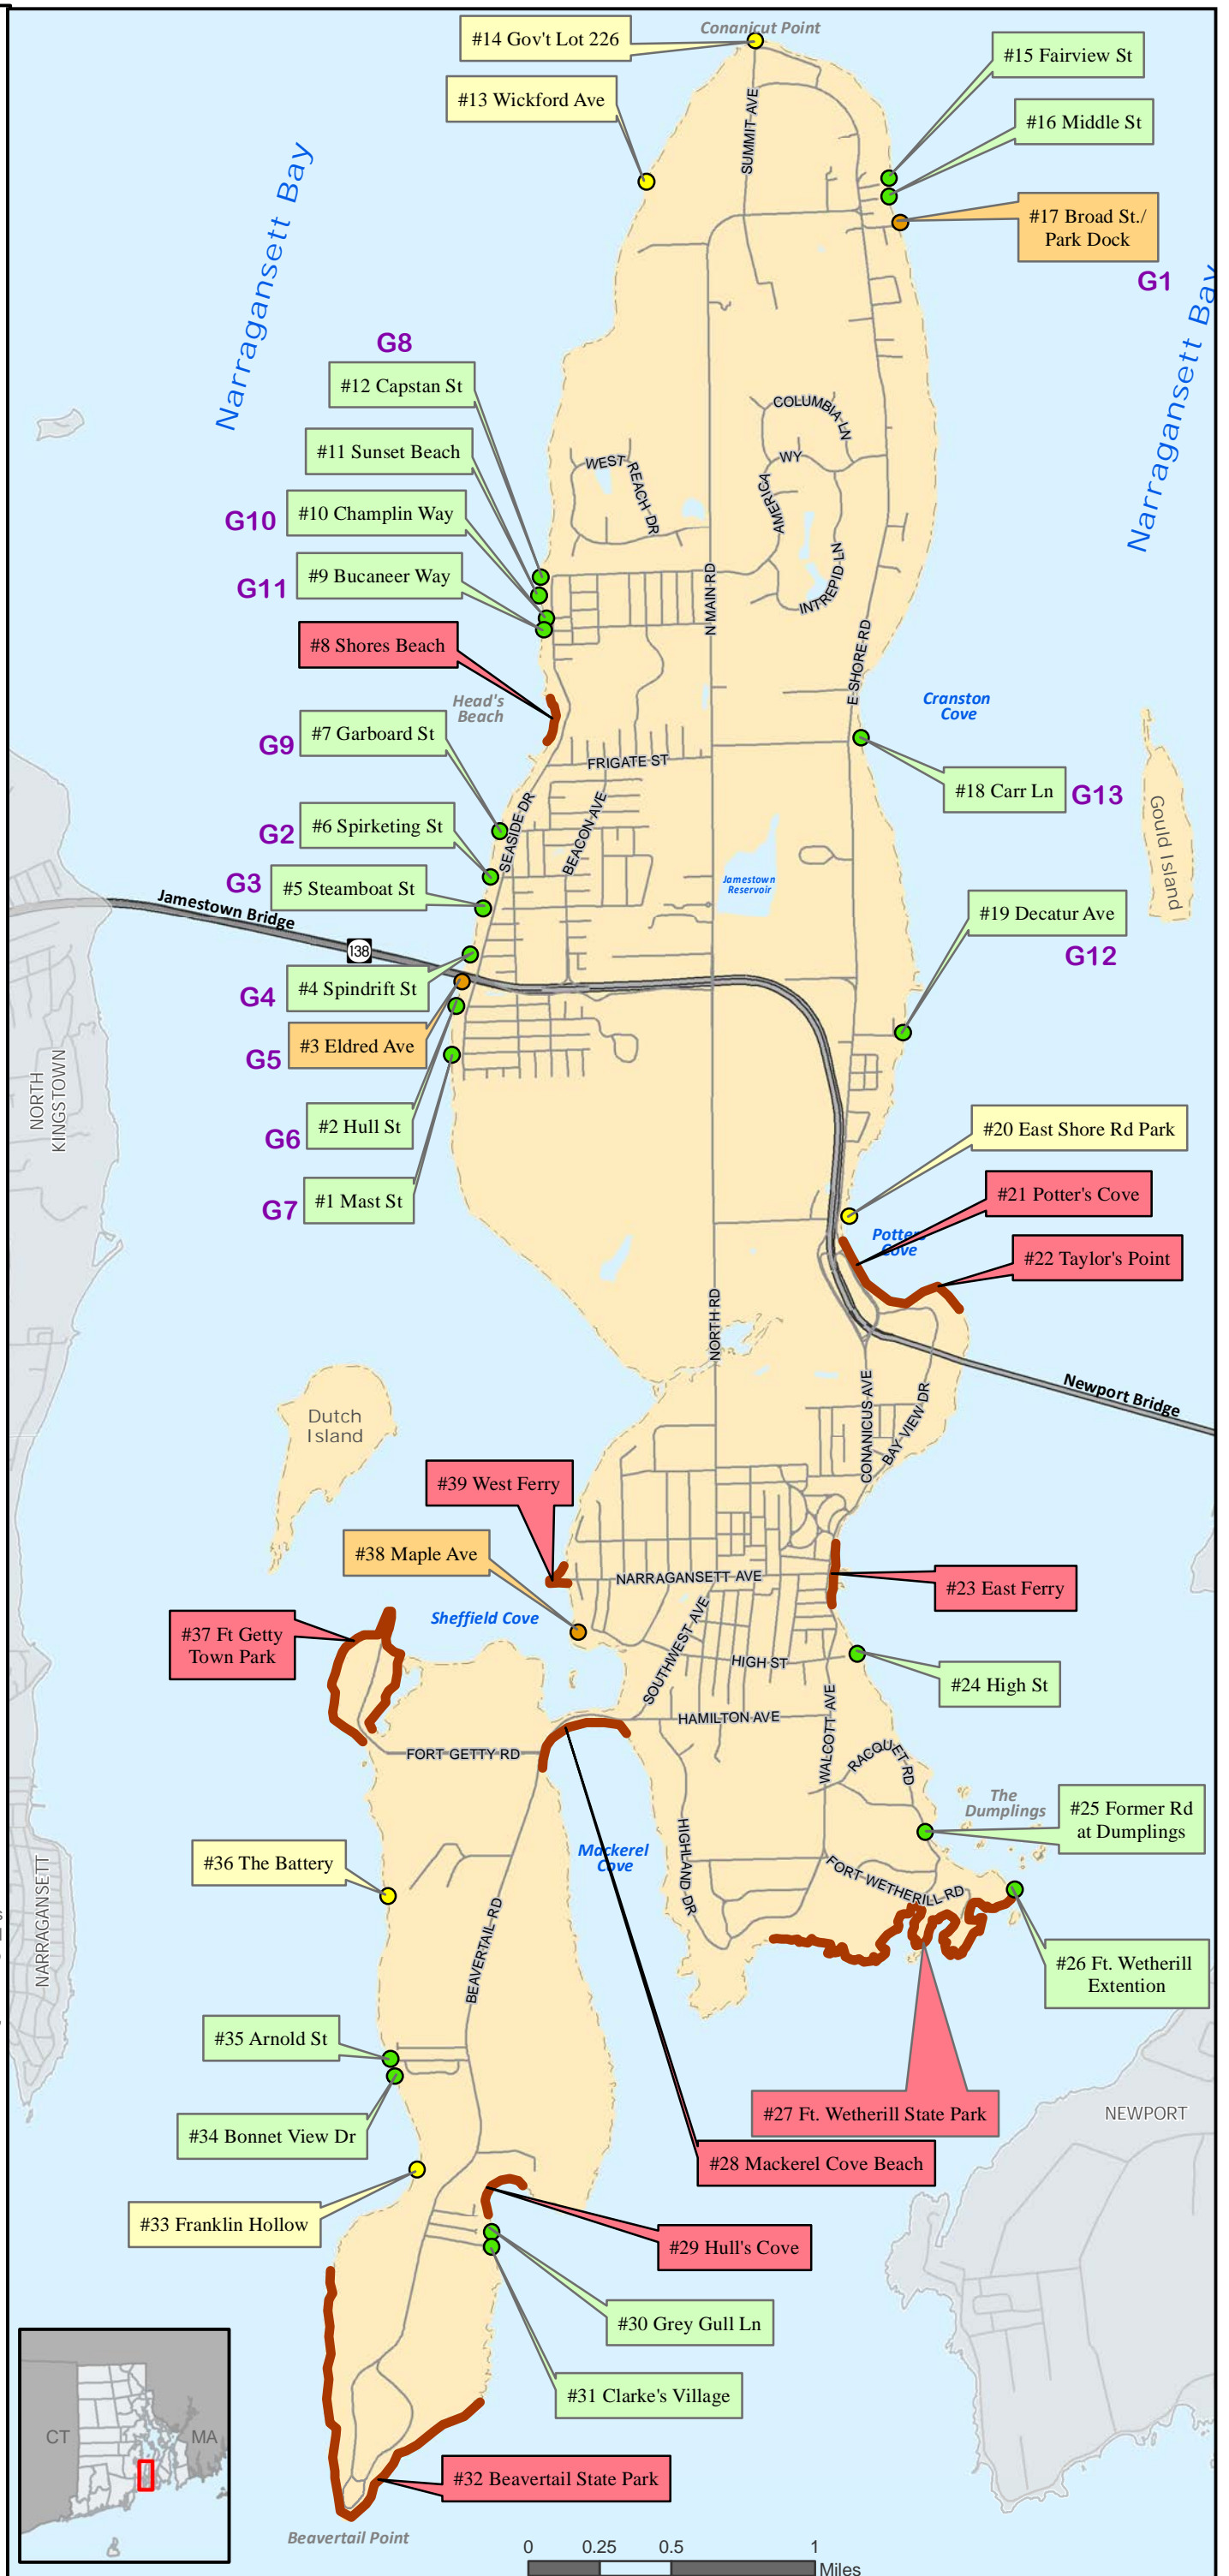 Conanicut Point
#14 Gov't Lot 226
#15 Fairview St
#13 Wickford Ave
SUMMIT AVE
#16 Middle St
Narragansett Bay
#17 Broad St./
Park Dock
G1
Narragansett Bay
G8
#12 Capstan St
COLUMBIA LN
#11 Sunset Beach
WEST REACH DR
WY
AMERICA
G10
#10 Champlin Way
G11
#9 Bucaneer Way
INTREPID LN
N MAIN RD
#8 Shores Beach
E SHORE RD
Head's
Beach
Cranston
Cove
G9
#7 Garboard St
FRIGATE ST
#18 Carr Ln
G13
Gould Island
G2
#6 Spirketing St
SEASIDE DR
BEACON AVE
G3
#5 Steamboat St
Jamestown
Reservoir
Jamestown Bridge
138
#19 Decatur Ave
G12
G4
#4 Spindrift St
G5
#3 Eldred Ave
NORTH
KINGSTOWN
G6
#2 Hull St
#20 East Shore Rd Park
G7
#1 Mast St
#21 Potter's Cove
Cove
#22 Taylor's Point
NORTH RD
Newport Bridge
CONANICUS AVE
BAY VIEW DR
Dutch
Island
#39 West Ferry
#38 Maple Ave
NARRAGANSETT AVE
#23 East Ferry
Sheffield Cove
#37 Ft Getty
Town Park
SOUTHWEST AVE
HIGH ST
#24 High St
HAMILTON AVE
WALCOTT AVE
FORT GETTY RD
RACQUET RD
The
Dumplings
#25 Former Rd
at Dumplings
HIGHLAND DR
Mackerel
Cove
#36 The Battery
FORT WETHERILL RD
NARRAGANSETT
BEAVERTAIL RD
#26 Ft. Wetherill
Extention
#35 Arnold St
#27 Ft. Wetherill State Park
NEWPORT
#34 Bonnet View Dr
#28 Mackerel Cove Beach
#33 Franklin Hollow
#29 Hull's Cove
#30 Grey Gull Ln
#31 Clarke's Village
CT
MA
#32 Beavertail State Park
Beavertail Point
0 0.25 0.5 1
Miles